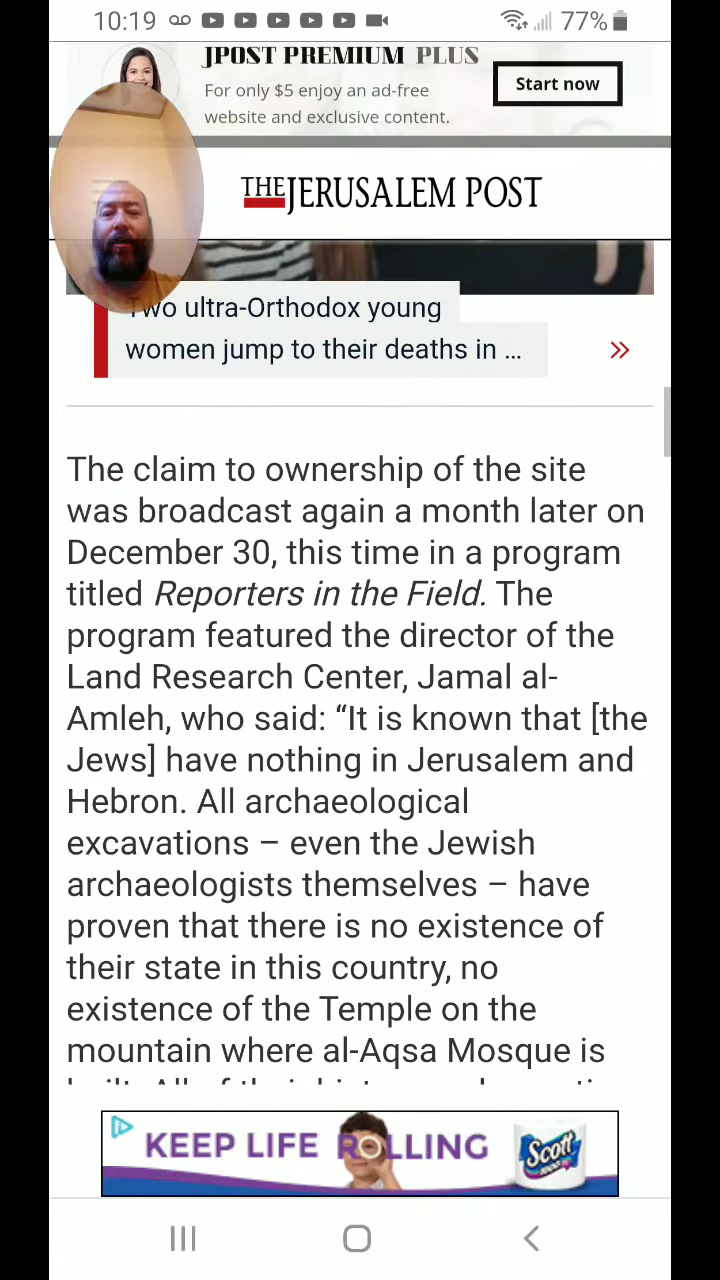 10:19
77%
JPOST PREMIUM PLUS
For only $5 enjoy an ad-free
website and exclusive content.
Start now
THE JERUSALEM POST
Two ultra-Orthodox young
women jump to their deaths in ...
The claim to ownership of the site
was broadcast again a month later on
December 30, this time in a program
titled Reporters in the Field. The
program featured the director of the
Land Research Center, Jamal al-
Amleh, who said: “It is known that [the
Jews] have nothing in Jerusalem and
Hebron. All archaeological
excavations – even the Jewish
archaeologists themselves – have
proven that there is no existence of
their state in this country, no
existence of the Temple on the
mountain where al-Aqsa Mosque is
KEEP LIFE ROLLING
Scott
1000